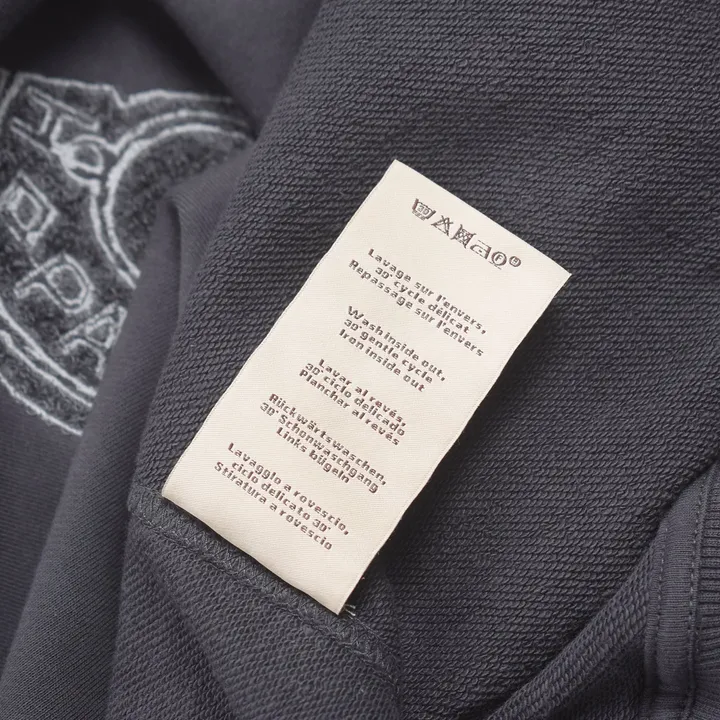 Lavage sur l'envers,
30° cycle délicat
Repassage sur l'envers
Wash inside out,
30° gentle cycle
Iron inside out
Lavar al revés,
30° ciclo delicado
Planchar al revés
Rückwärtswaschen,
30° Schonwaschgang
Links bügeln
Lavaggio a rovescio,
ciclo delicato 30°
Stiratura a rovescio